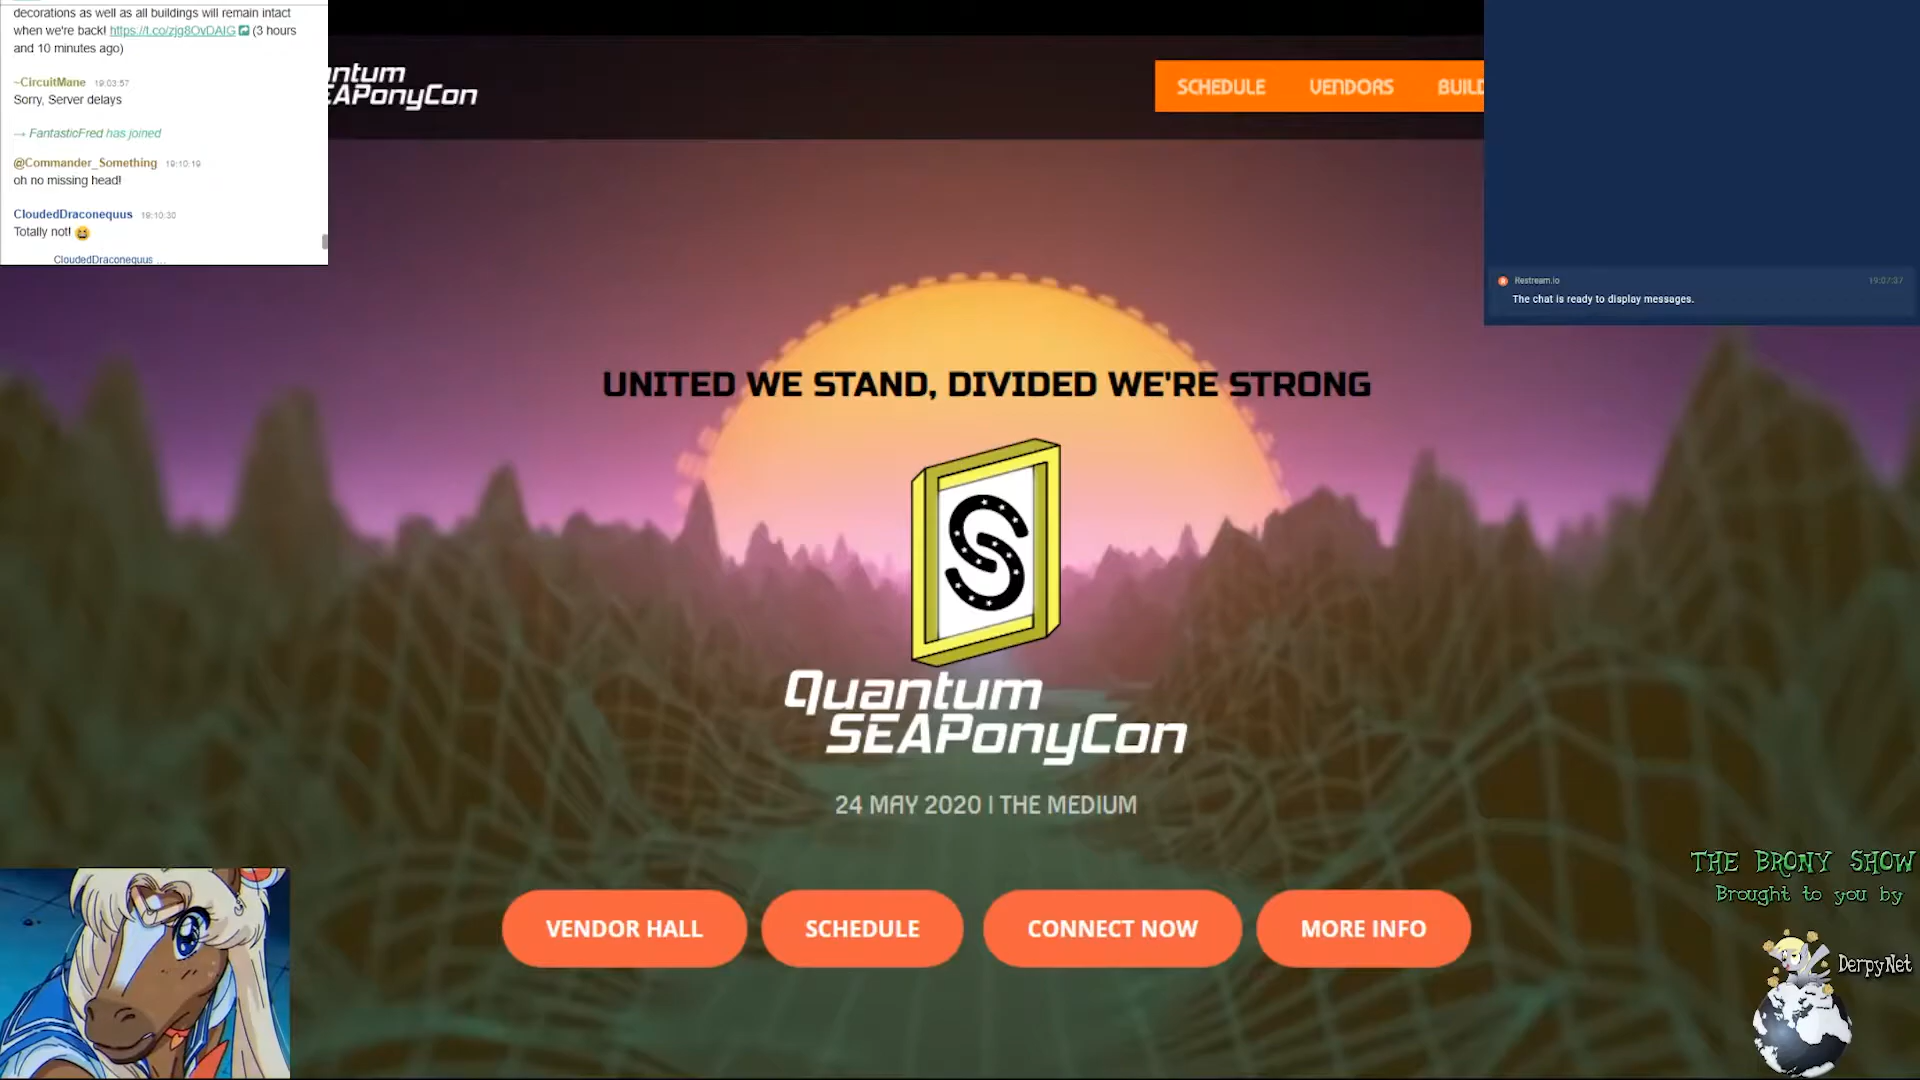 decorations as well as all buildings will remain intact
when we're back! https://t.co/zjg8OvDAIG (3 hours
and 10 minutes ago)
~CircuitMane 19:03:57
Sorry, Server delays
→ FantasticFred has joined
@Commander_Something 19:10:19
oh no missing head!
CloudedDraconequus 19:10:30
Totally not!
CloudedDraconequus ...
ntum
EAPonyCon
SCHEDULE VENDORS BUILD
Restream.io 19:07:37
The chat is ready to display messages.
UNITED WE STAND, DIVIDED WE'RE STRONG
S
Quantum
SEAPonyCon
24 MAY 2020 | THE MEDIUM
VENDOR HALL SCHEDULE CONNECT NOW MORE INFO
THE BRONY SHOW
Brought to you by
DerpyNet